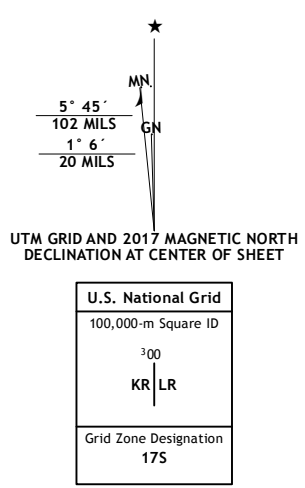 ★
MN.
5° 45´
102 MILS
GN
1° 6´
20 MILS
UTM GRID AND 2017 MAGNETIC NORTH
DECLINATION AT CENTER OF SHEET
U.S. National Grid
100,000-m Square ID
³00
KR LR
Grid Zone Designation
17S